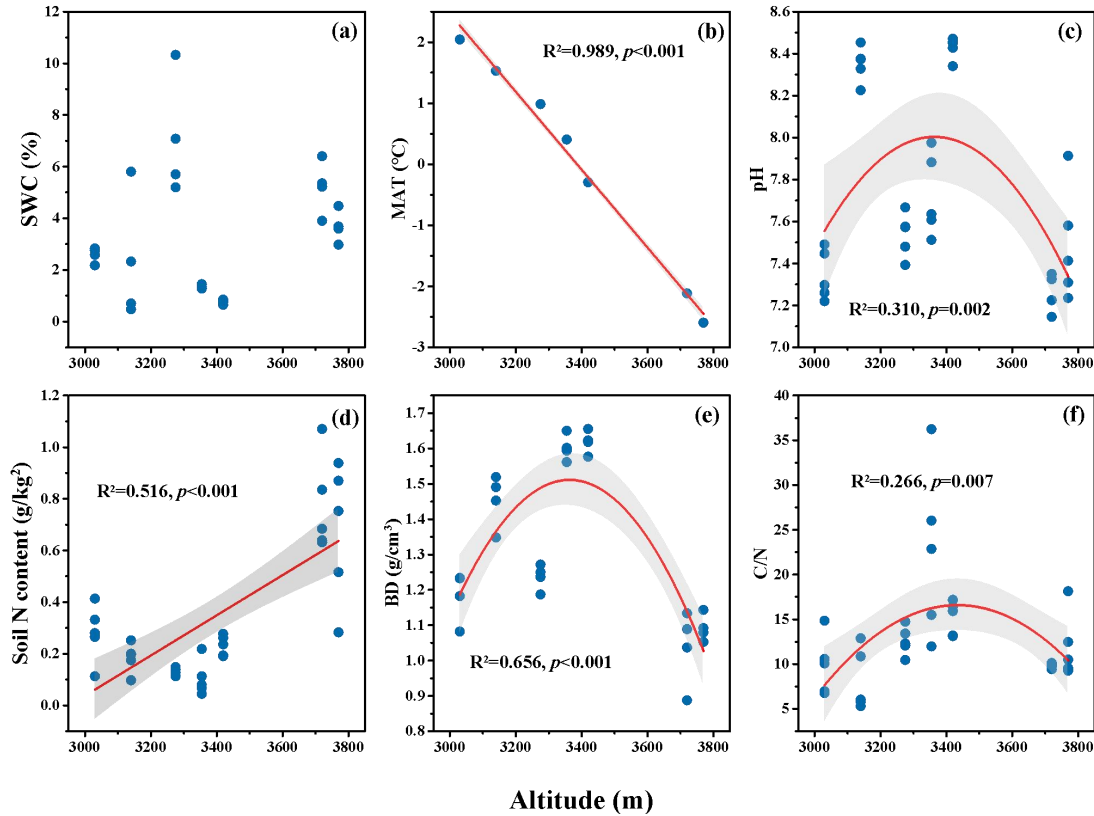 (a)
SWC (%)
12
10
8
6
4
2
0
3000 3200 3400 3600 3800
(b)
R²=0.989, p<0.001
MAT (°C)
2
1
0
-1
-2
-3
3000 3200 3400 3600 3800
(c)
pH
8.6
8.4
8.2
8.0
7.8
7.6
7.4
7.2
7.0
R²=0.310, p=0.002
3000 3200 3400 3600 3800
(d)
Soil N content (g/kg²)
1.2
1.0
0.8
0.6
0.4
0.2
0.0
R²=0.516, p<0.001
3000 3200 3400 3600 3800
(e)
BD (g/cm³)
1.7
1.6
1.5
1.4
1.3
1.2
1.1
1.0
0.9
0.8
R²=0.656, p<0.001
3000 3200 3400 3600 3800
(f)
C/N
40
35
30
25
20
15
10
5
R²=0.266, p=0.007
3000 3200 3400 3600 3800
Altitude (m)